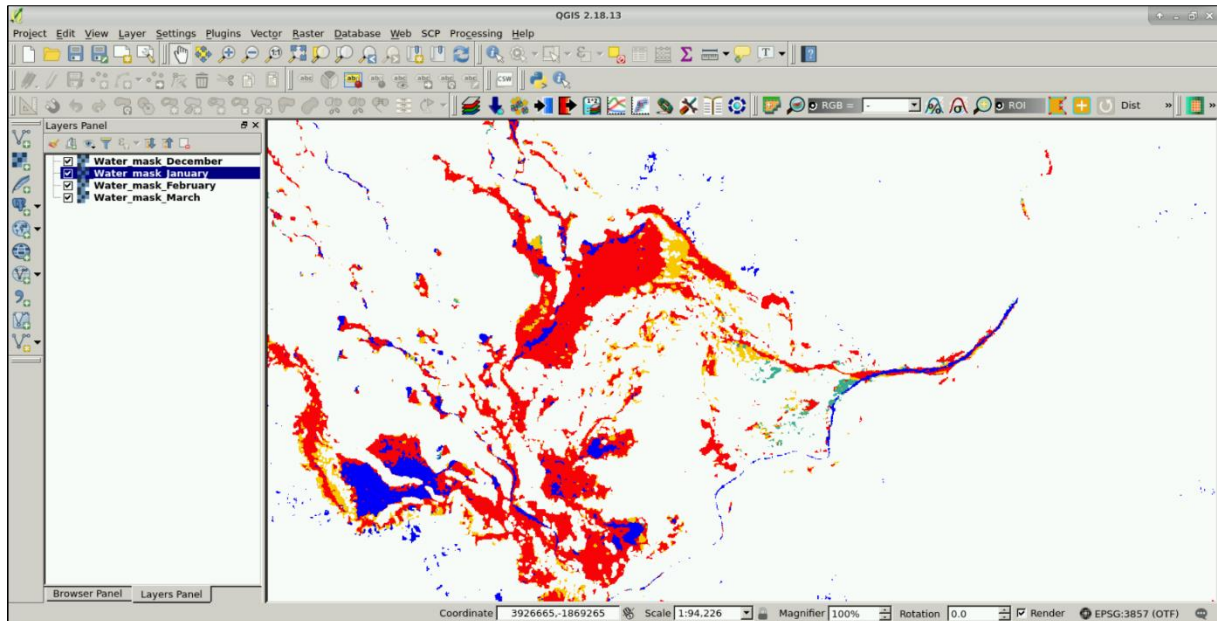 QGIS 2.18.13
Project Edit View Layer Settings Plugins Vector Raster Database Web SCP Processing Help
CSW
RGB = - ROI Dist » »
Layers Panel
Water_mask_December
Water_mask_January
Water_mask_February
Water_mask_March
Browser Panel Layers Panel
Coordinate 3926665,-1869265 Scale 1:94,226 Magnifier 100% Rotation 0.0 Render EPSG:3857 (OTF)